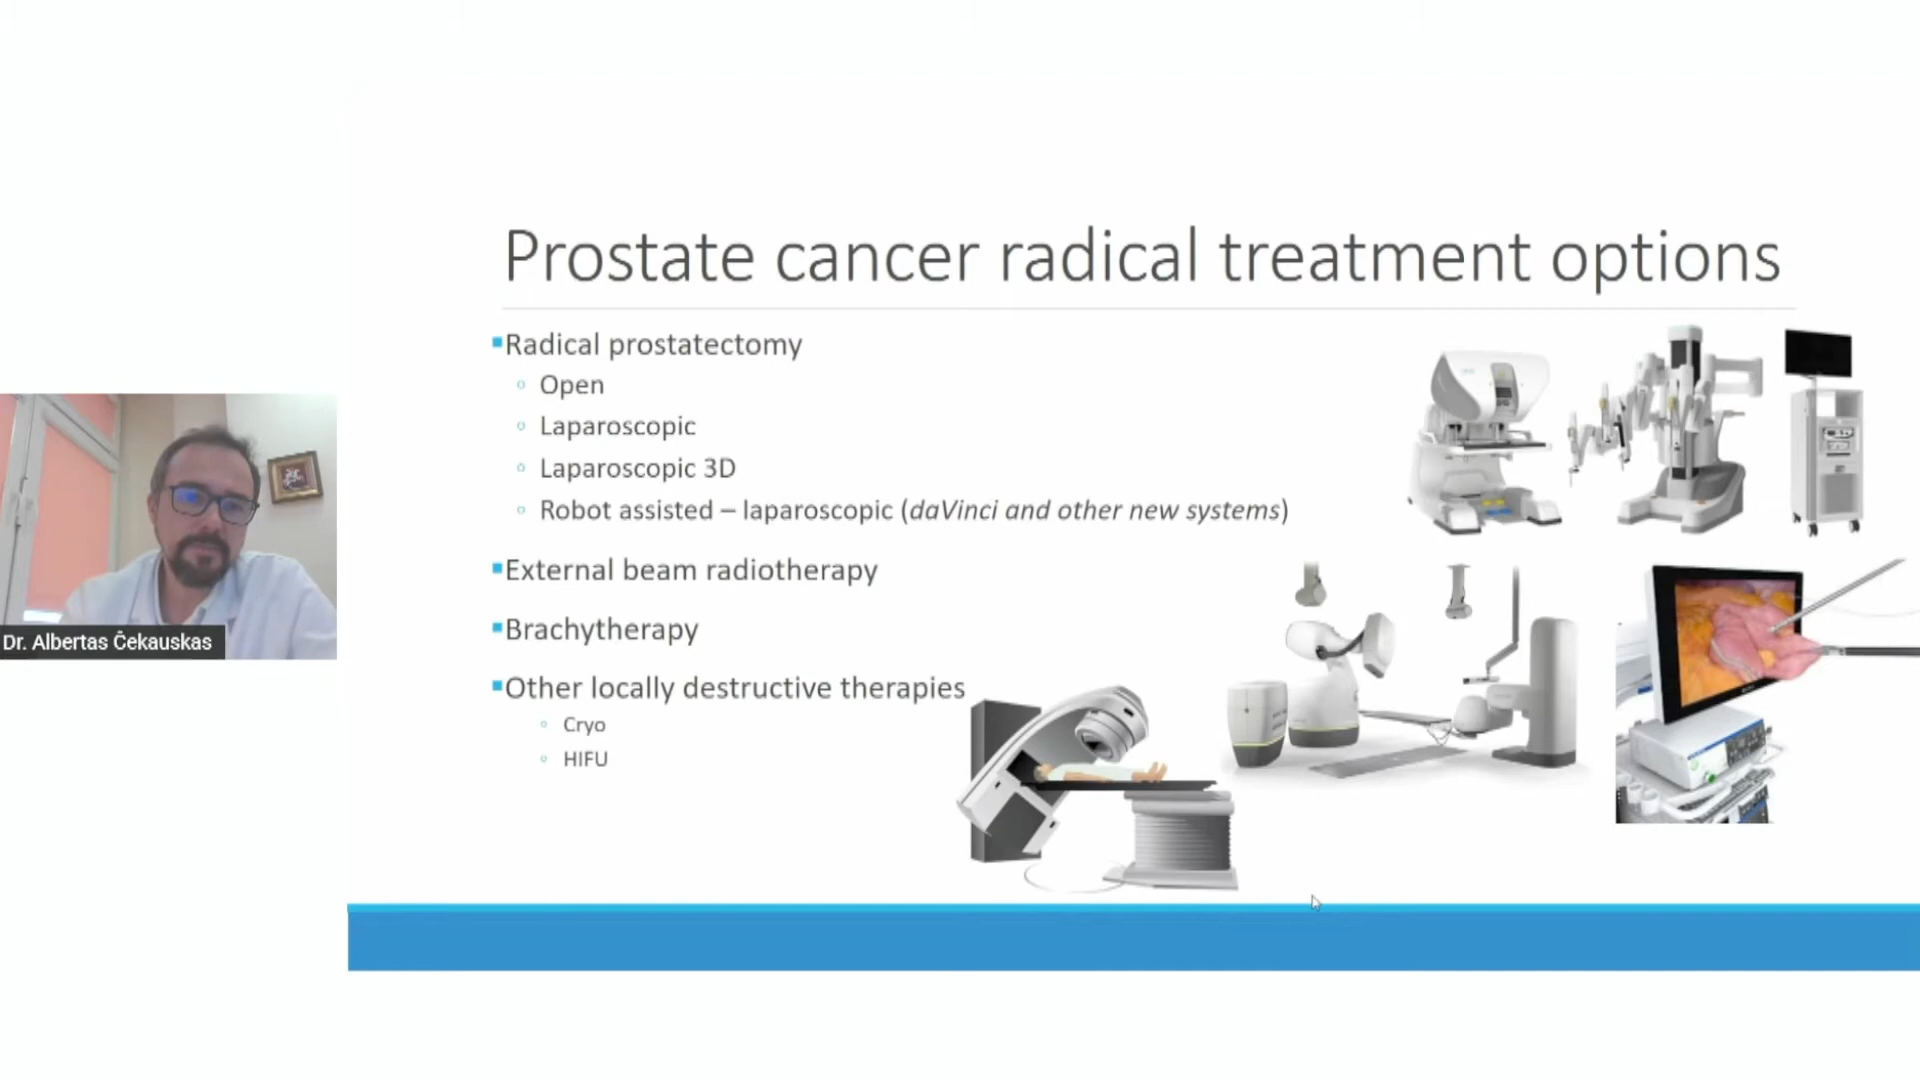 Prostate cancer radical treatment options
Radical prostatectomy
Open
Laparoscopic
Laparoscopic 3D
Robot assisted – laparoscopic (daVinci and other new systems)
External beam radiotherapy
Brachytherapy
Other locally destructive therapies
Cryo
HIFU
Dr. Albertas Čekauskas